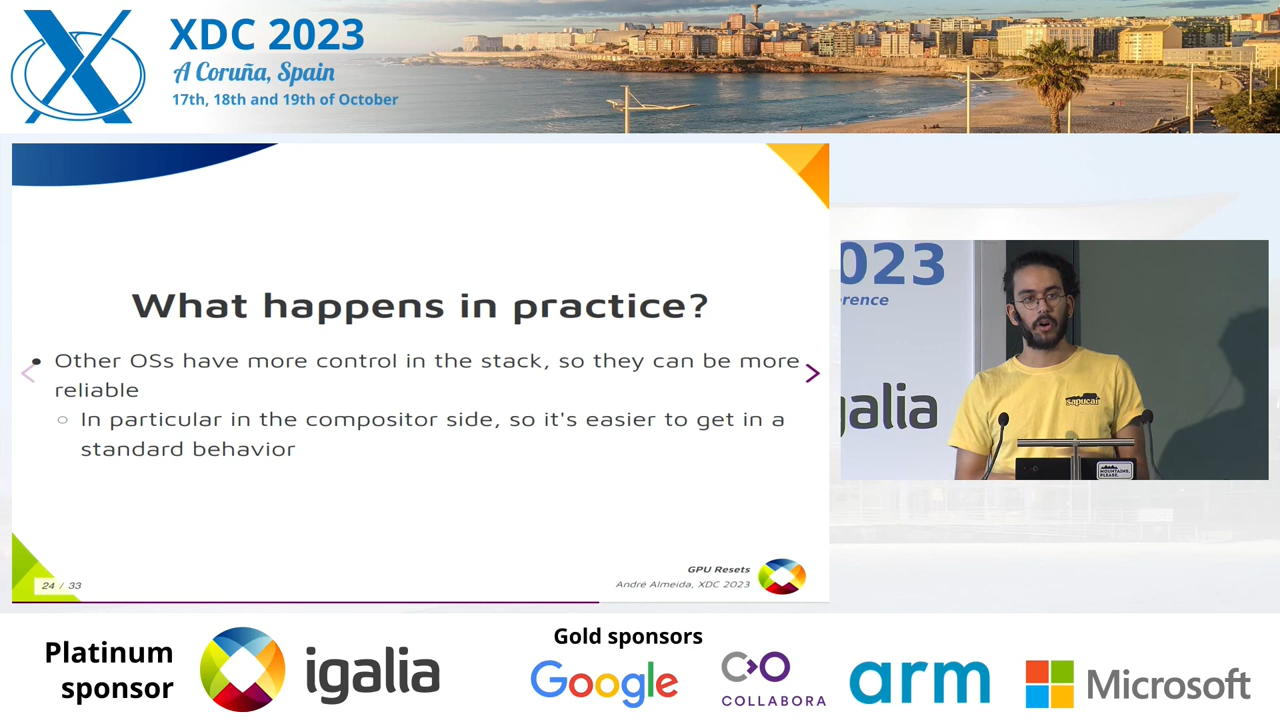 XDC 2023
A Coruña, Spain
17th, 18th and 19th of October
What happens in practice?
Other OSs have more control in the stack, so they can be more
reliable
In particular in the compositor side, so it's easier to get in a
standard behavior
24 / 33
GPU Resets
André Almeida, XDC 2023
023
erence
galia
sapucai
MOUNTAINS,
PLEASE.
Platinum
sponsor
igalia
Gold sponsors
Google
COLLABORA
arm
Microsoft